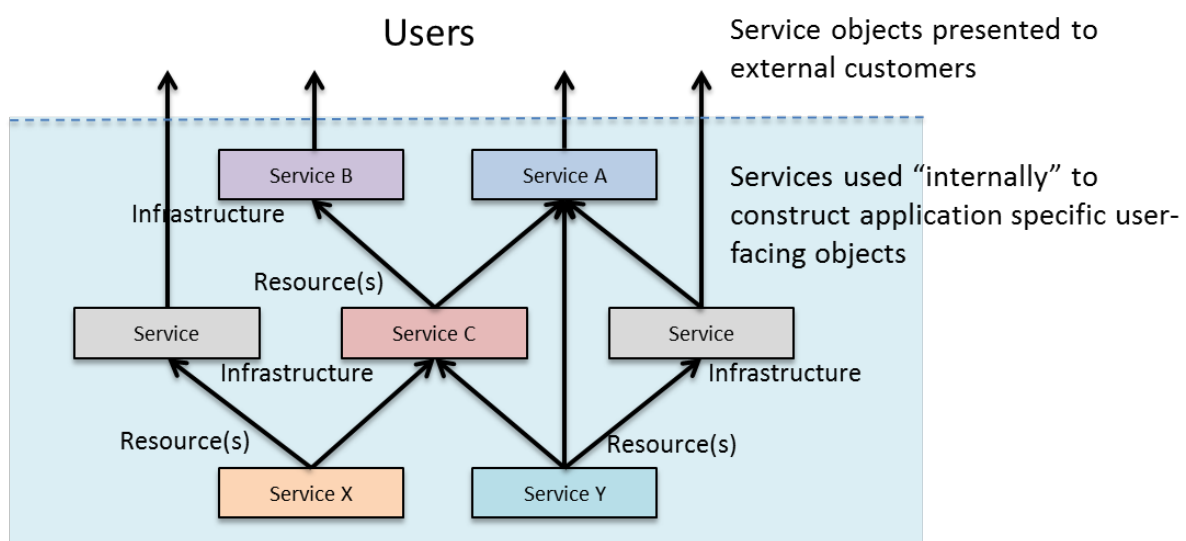 Users
Service objects presented to
external customers
Service B
Service A
Services used “internally” to
construct application specific user-
facing objects
Infrastructure
Resource(s)
Service
Service C
Service
Infrastructure
Infrastructure
Resource(s)
Resource(s)
Service X
Service Y